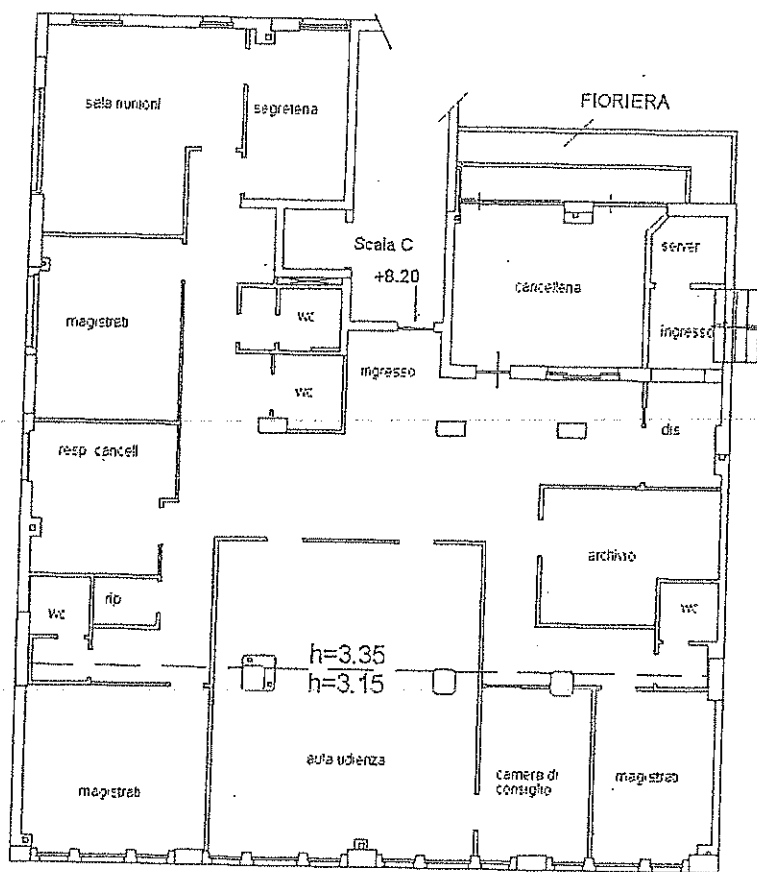 FIORIERA
sala riunioni
segreteria
Scala C
+8.20
server
cancelleria
magistrati
wc
ingresso
ingresso
wc
resp. cancell
dis
archivio
wc
rip
wc
h=3.35
h=3.15
aula udienza
camera di
consiglio
magistrati
magistrati